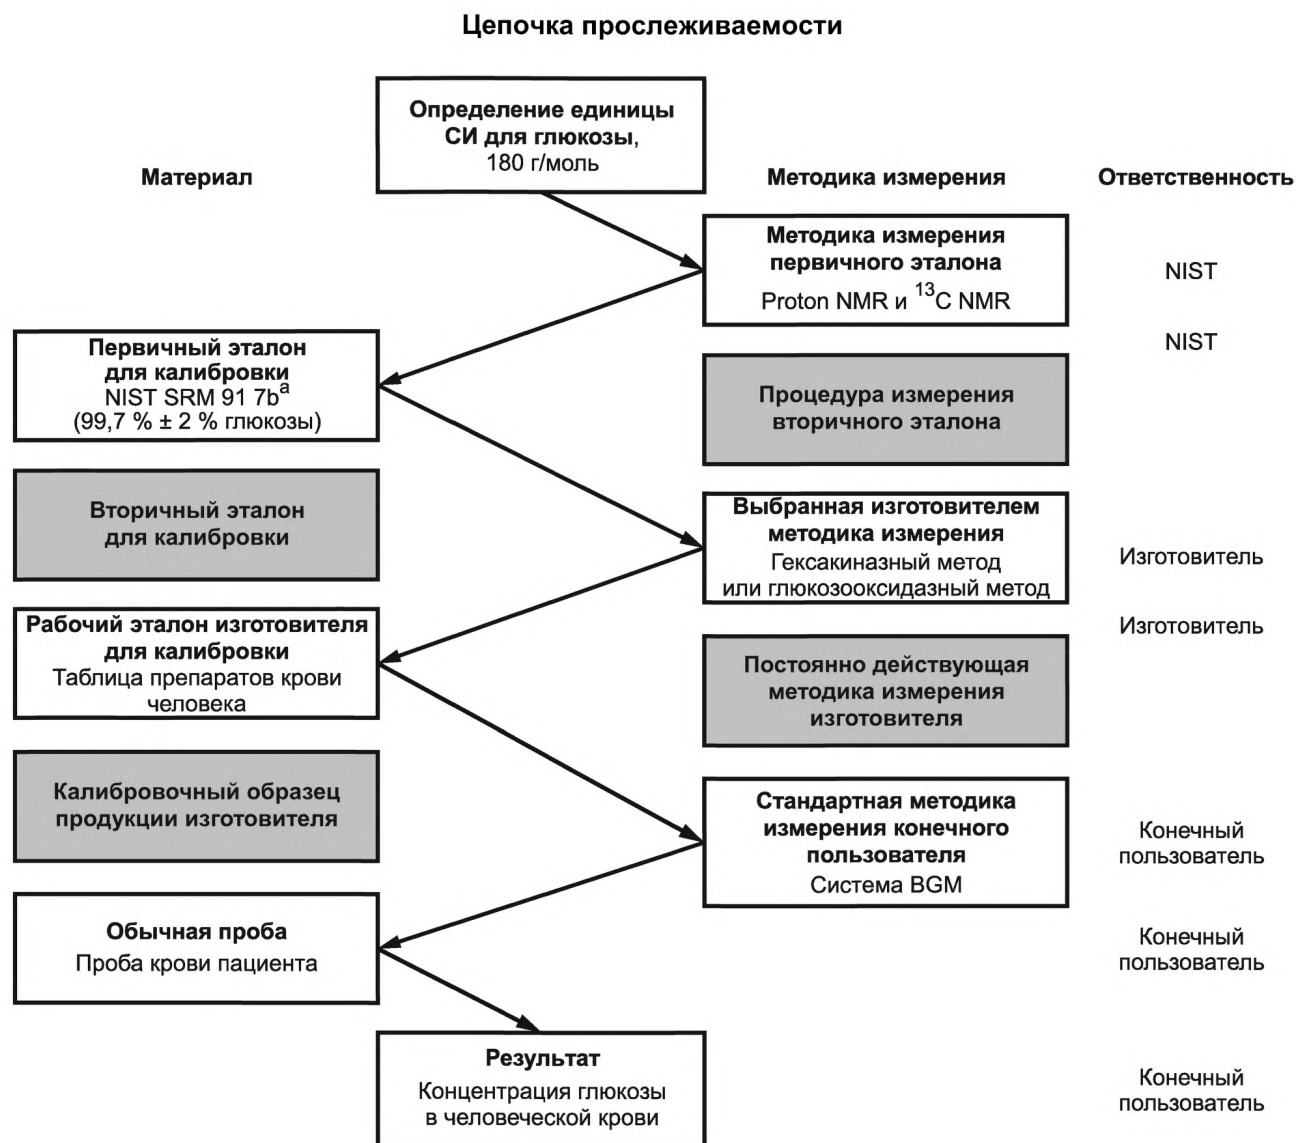 Цепочка прослеживаемости
Определение единицы
СИ для глюкозы,
180 г/моль
Материал
Методика измерения
Ответственность
Методика измерения
первичного эталона
Proton NMR и ¹³C NMR
NIST
NIST
Первичный эталон
для калибровки
NIST SRM 91 7bᵃ
(99,7 % ± 2 % глюкозы)
Процедура измерения
вторичного эталона
Вторичный эталон
для калибровки
Выбранная изготовителем
методика измерения
Гексакиназный метод
или глюкозооксидазный метод
Изготовитель
Изготовитель
Рабочий эталон изготовителя
для калибровки
Таблица препаратов крови
человека
Постоянно действующая
методика измерения
изготовителя
Калибровочный образец
продукции изготовителя
Стандартная методика
измерения конечного
пользователя
Система BGM
Конечный
пользователь
Обычная проба
Проба крови пациента
Конечный
пользователь
Результат
Концентрация глюкозы
в человеческой крови
Конечный
пользователь